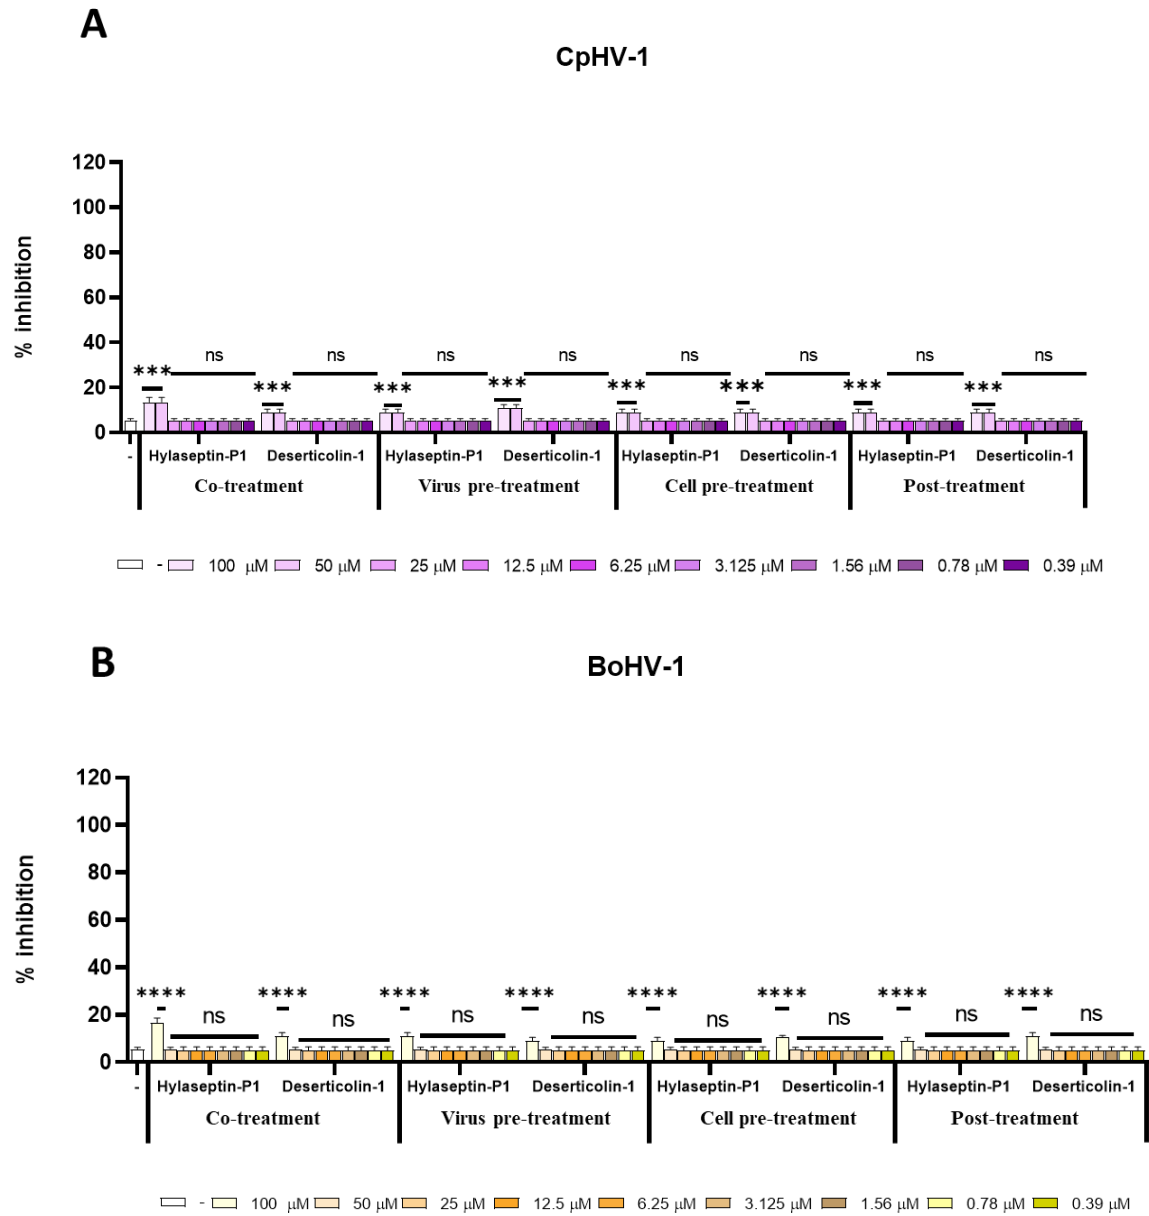 A
CpHV-1
% inhibition
120
100
80
60
40
20
0
ns ns ns ns ns ns ns ns
*** *** *** *** *** *** *** ***
- Hylaseptin-P1 Deserticolin-1 Hylaseptin-P1 Deserticolin-1 Hylaseptin-P1 Deserticolin-1 Hylaseptin-P1 Deserticolin-1
Co-treatment Virus pre-treatment Cell pre-treatment Post-treatment
- 100 μM 50 μM 25 μM 12.5 μM 6.25 μM 3.125 μM 1.56 μM 0.78 μM 0.39 μM
B
BoHV-1
% inhibition
120
100
80
60
40
20
0
**** **** **** **** **** **** **** ****
ns ns ns ns ns ns ns ns
- Hylaseptin-P1 Deserticolin-1 Hylaseptin-P1 Deserticolin-1 Hylaseptin-P1 Deserticolin-1 Hylaseptin-P1 Deserticolin-1
Co-treatment Virus pre-treatment Cell pre-treatment Post-treatment
- 100 μM 50 μM 25 μM 12.5 μM 6.25 μM 3.125 μM 1.56 μM 0.78 μM 0.39 μM